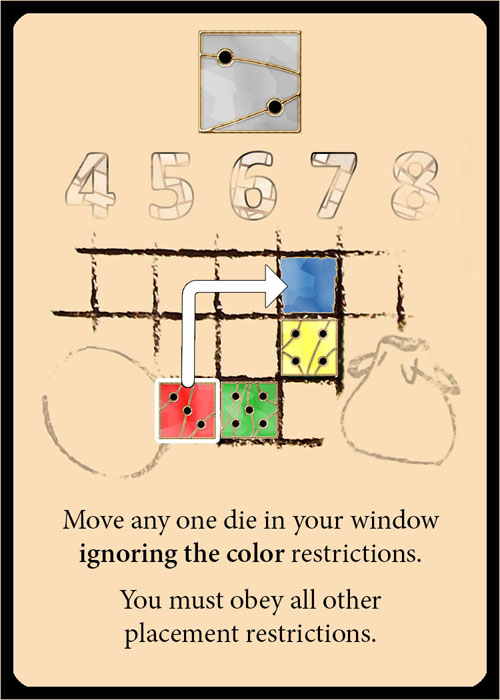 4 5 6 7 8
Move any one die in your window
ignoring the color restrictions.
You must obey all other
placement restrictions.